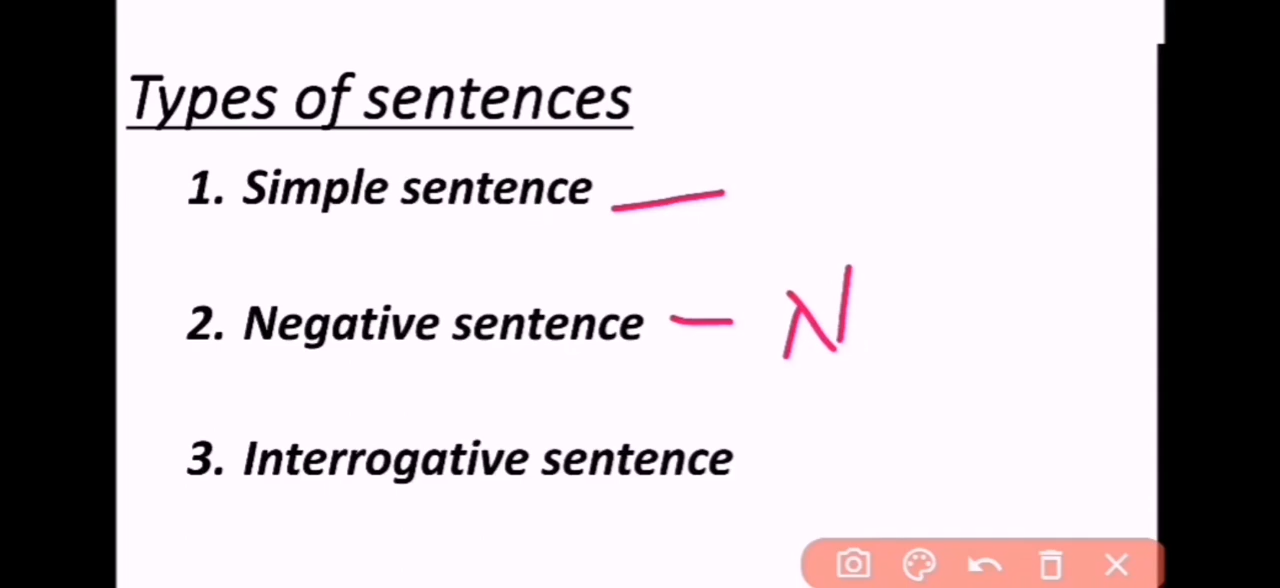 Types of sentences
1. Simple sentence —
2. Negative sentence — N
3. Interrogative sentence